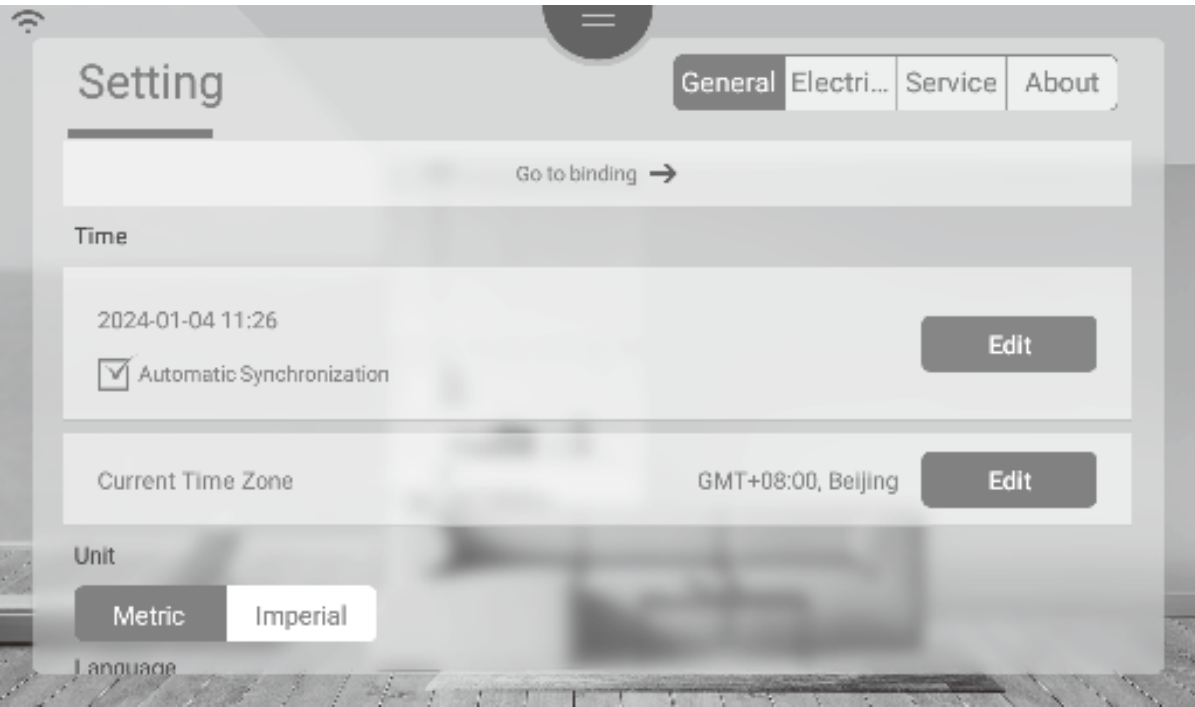 Setting
General Electri... Service About
Go to binding
Time
2024-01-04 11:26
Automatic Synchronization
Edit
Current Time Zone GMT+08:00, Beijing Edit
Unit
Metric Imperial
Language